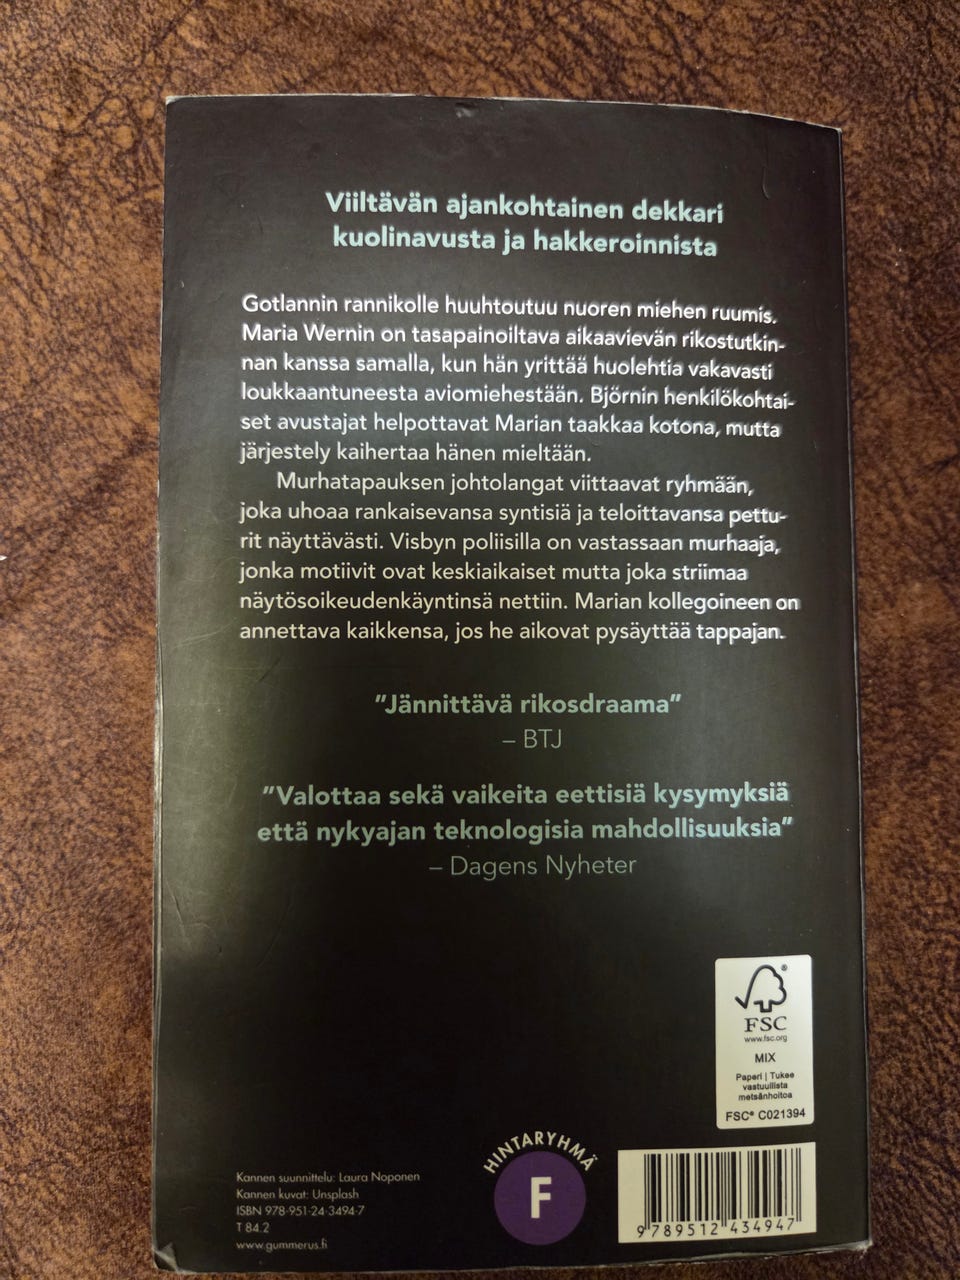 Viiltävän ajankohtainen dekkari
kuolinavusta ja hakkeroinnista
Gotlannin rannikolle huuhtoutuu nuoren miehen ruumis.
Maria Wernin on tasapainoiltava aikaavievän rikostutkin-
nan kanssa samalla, kun hän yrittää huolehtia vakavasti
loukkaantuneesta aviomiehestään. Björnin henkilökohtai-
set avustajat helpottavat Marian taakkaa kotona, mutta
järjestely kaihertaa hänen mieltään.
Murhatapauksen johtolangat viittaavat ryhmään,
joka uhoaa rankaisevansa syntisiä ja teloittavansa pettu-
rit näyttävästi. Visbyn poliisilla on vastassaan murhaaja,
jonka motiivit ovat keskiaikaiset mutta joka striimaa
näytösoikeudenkäyntinsä nettiin. Marian kollegoineen on
annettava kaikkensa, jos he aikovat pysäyttää tappajan.
”Jännittävä rikosdraama”
– BTJ
”Valottaa sekä vaikeita eettisiä kysymyksiä
että nykyajan teknologisia mahdollisuuksia”
– Dagens Nyheter
®
FSC
www.fsc.org
MIX
Paperi | Tukee
vastuullista
metsänhoitoa
FSC® C021394
HINTARYHMÄ
F
Kannen suunnittelu: Laura Noponen
Kannen kuvat: Unsplash
ISBN 978-951-24-3494-7
T 84.2
www.gummerus.fi
9 789512 434947